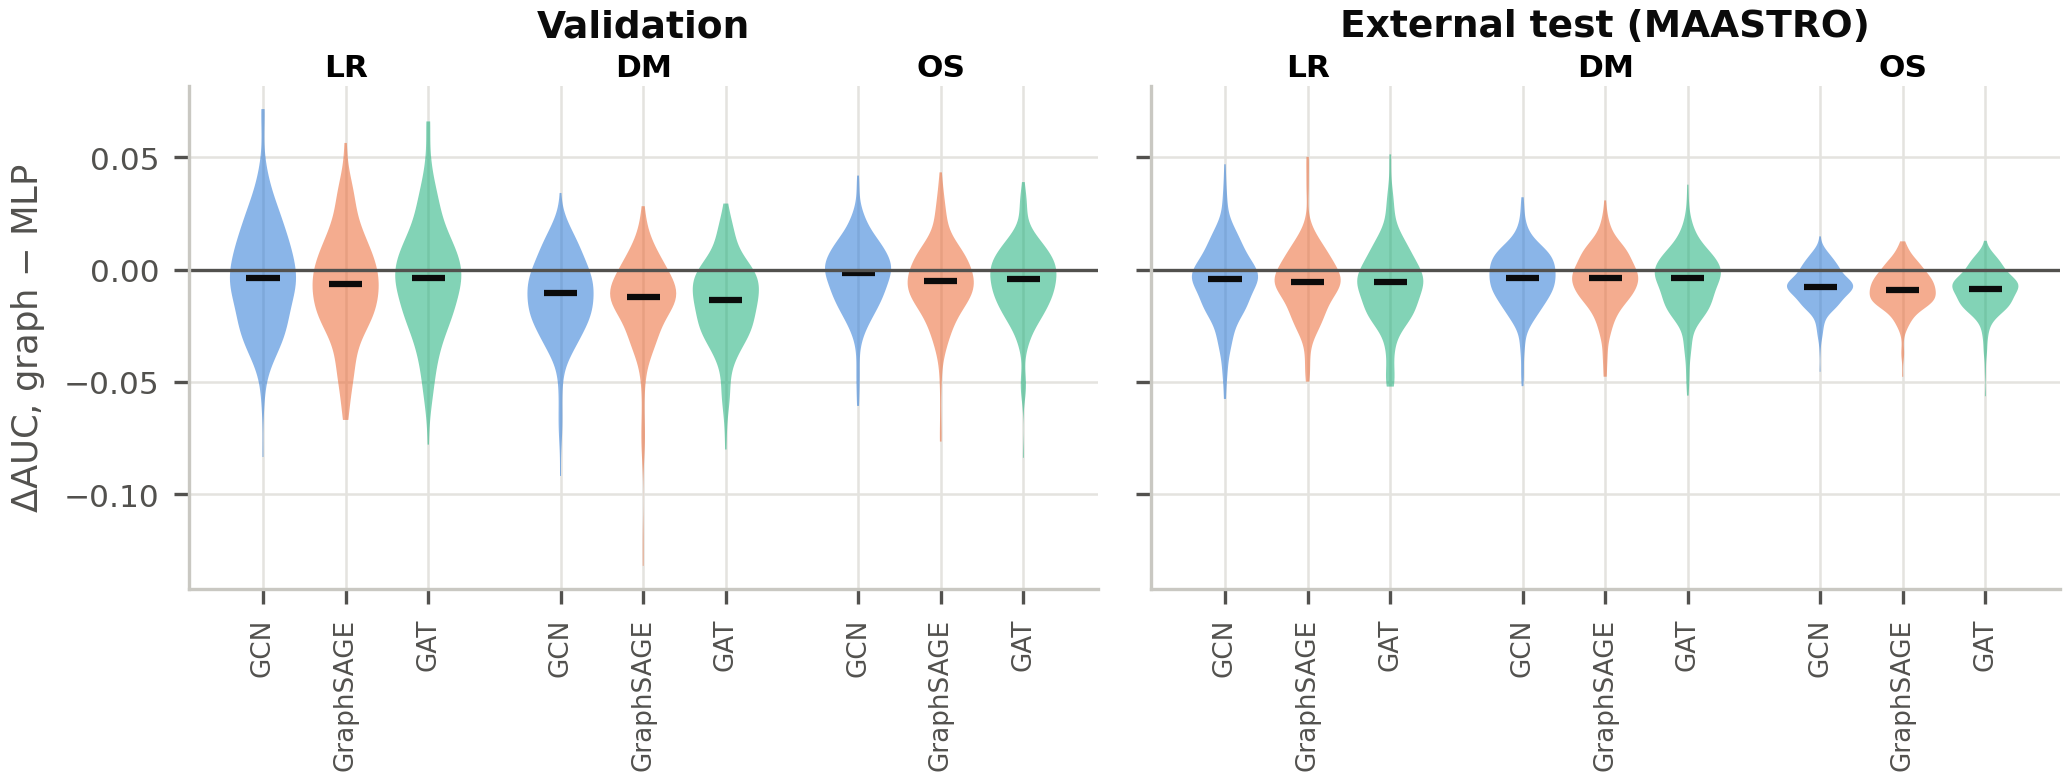 Validation
LR DM OS
External test (MAASTRO)
LR DM OS
ΔAUC, graph − MLP
0.05
0.00
−0.05
−0.10
GCN
GraphSAGE
GAT
GCN
GraphSAGE
GAT
GCN
GraphSAGE
GAT
GCN
GraphSAGE
GAT
GCN
GraphSAGE
GAT
GCN
GraphSAGE
GAT